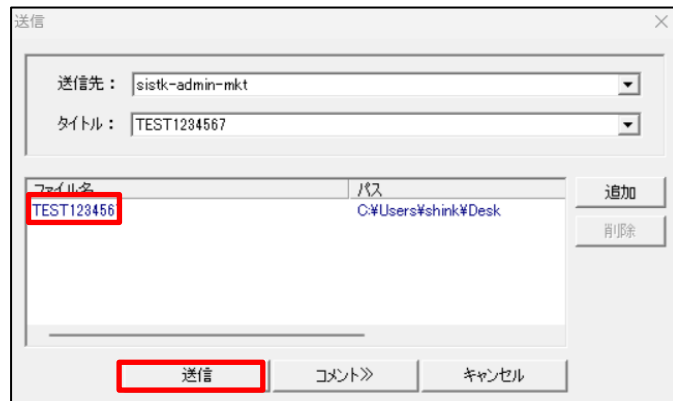 送信
送信先： sistk-admin-mkt
タイトル： TEST1234567
ファイル名 パス
追加
TEST123456 C:¥Users¥shink¥Desk
削除
送信 コメント≫ キャンセル